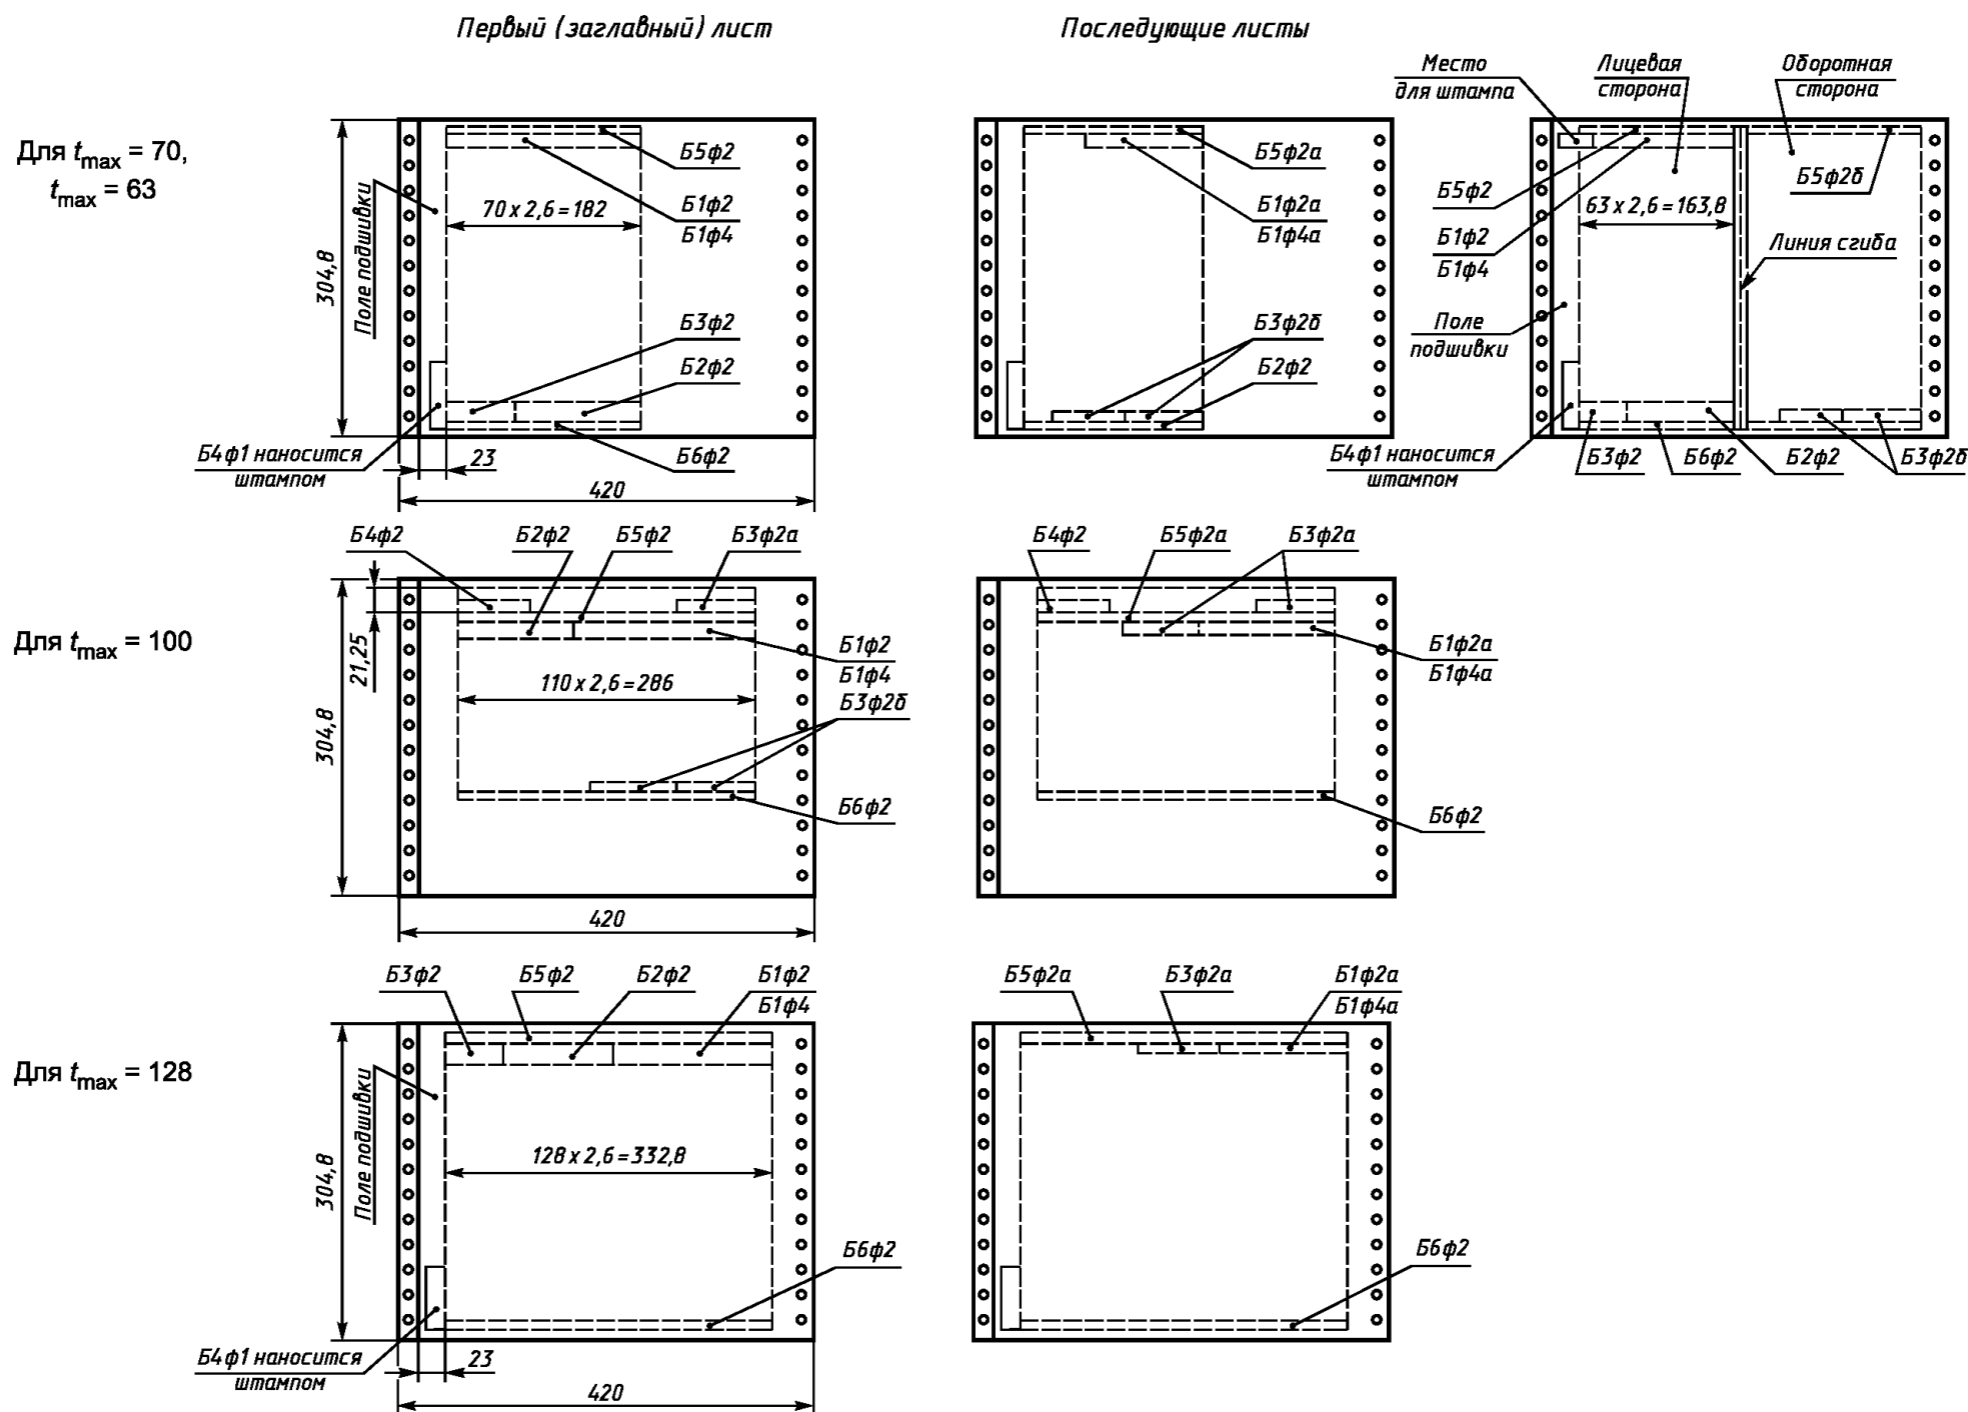 Первый (заглавный) лист
Последующие листы
Для tmax = 70,
tmax = 63
304,8
Поле подшивки
70 x 2,6 = 182
Б5ф2
Б1ф2
Б1ф4
Б3ф2
Б2ф2
Б6ф2
Б4ф1 наносится
штампом
23
420
Б5ф2а
Б1ф2а
Б1ф4а
Б3ф2б
Б2ф2
Место
для штампа
Лицевая
сторона
Оборотная
сторона
Б5ф2
Б1ф2
Б1ф4
63 x 2,6 = 163,8
Б5ф2б
Линия сгиба
Поле
подшивки
Б4ф1 наносится
штампом
Б3ф2
Б6ф2
Б2ф2
Б3ф2б
Для tmax = 100
Б4ф2
Б2ф2
Б5ф2
Б3ф2а
21,25
304,8
110 x 2,6 = 286
Б1ф2
Б1ф4
Б3ф2б
Б6ф2
420
Б4ф2
Б5ф2а
Б3ф2а
Б1ф2а
Б1ф4а
Б6ф2
Для tmax = 128
Б3ф2
Б5ф2
Б2ф2
Б1ф2
Б1ф4
304,8
Поле подшивки
128 x 2,6 = 332,8
Б6ф2
Б4ф1 наносится
штампом
23
420
Б5ф2а
Б3ф2а
Б1ф2а
Б1ф4а
Б6ф2